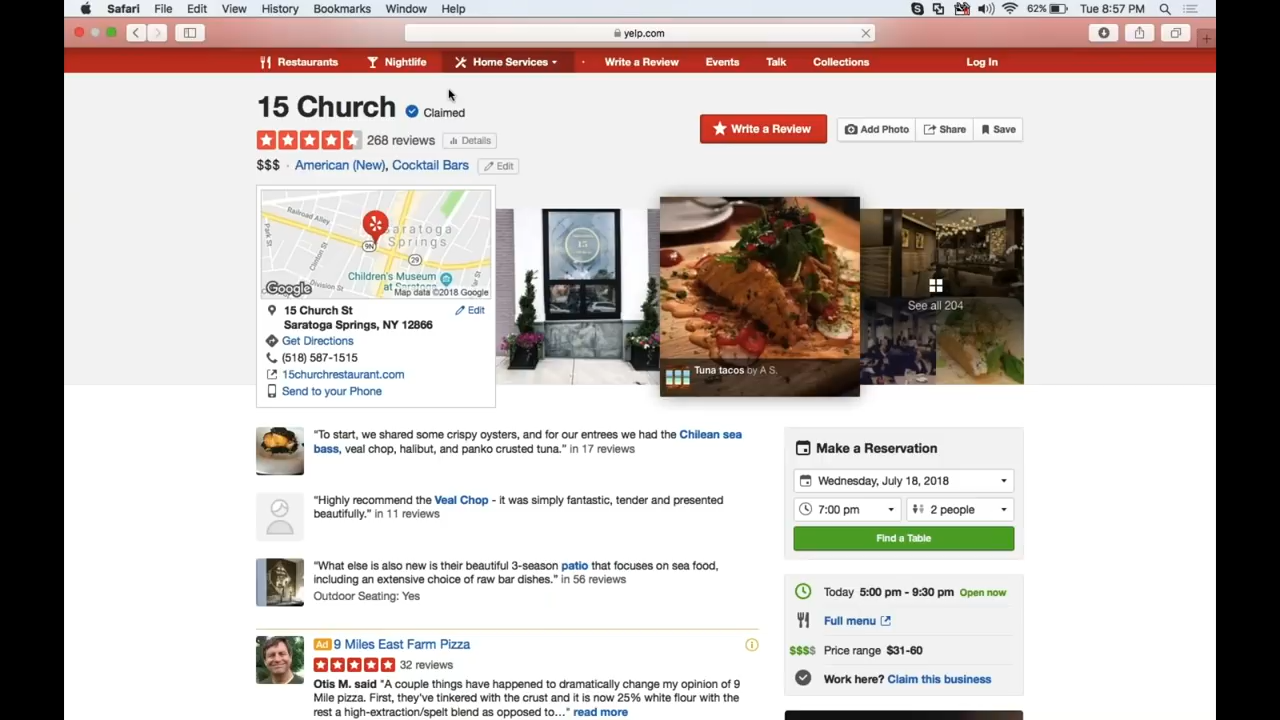 Safari File Edit View History Bookmarks Window Help 62% Tue 8:57 PM
yelp.com
Restaurants Nightlife Home Services Write a Review Events Talk Collections Log In
15 Church Claimed
268 reviews Details
$$$ · American (New), Cocktail Bars Edit
Write a Review Add Photo Share Save
Railroad Alley
Park St
Clinton St
Division St
Saratoga
Springs
9N
29
Children's Museum
at Saratoga
Google Map data ©2018 Google
15 Church St Edit
Saratoga Springs, NY 12866
Get Directions
(518) 587-1515
15churchrestaurant.com
Send to your Phone
15
Tuna tacos by A S.
See all 204
"To start, we shared some crispy oysters, and for our entrees we had the Chilean sea
bass, veal chop, halibut, and panko crusted tuna." in 17 reviews
"Highly recommend the Veal Chop - it was simply fantastic, tender and presented
beautifully." in 11 reviews
"What else is also new is their beautiful 3-season patio that focuses on sea food,
including an extensive choice of raw bar dishes." in 56 reviews
Outdoor Seating: Yes
Ad 9 Miles East Farm Pizza
32 reviews
Otis M. said "A couple things have happened to dramatically change my opinion of 9
Mile pizza. First, they've tinkered with the crust and it is now 25% white flour with the
rest a high-extraction/spelt blend as opposed to…" read more
Make a Reservation
Wednesday, July 18, 2018
7:00 pm 2 people
Find a Table
Today 5:00 pm - 9:30 pm Open now
Full menu
$$$$ Price range $31-60
Work here? Claim this business